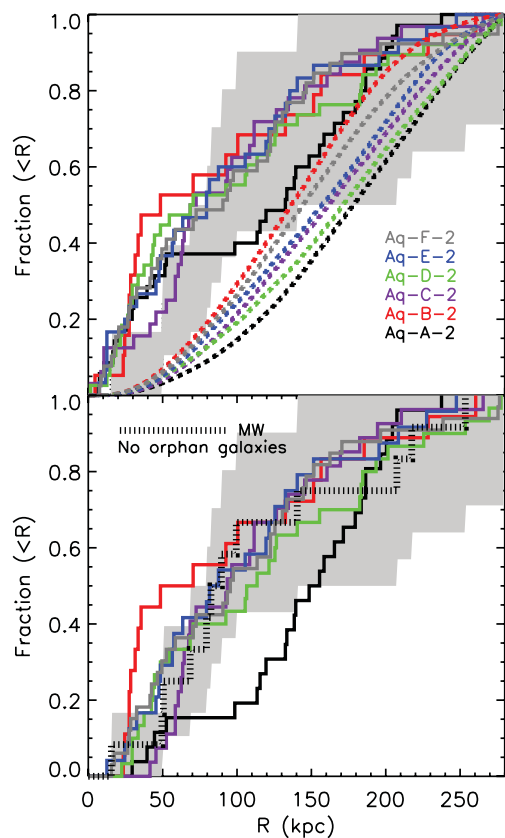 1.0
0.8
0.6
0.4
0.2
Fraction (<R)
Aq-F-2
Aq-E-2
Aq-D-2
Aq-C-2
Aq-B-2
Aq-A-2
1.0
0.8
0.6
0.4
0.2
0.0
Fraction (<R)
MW
No orphan galaxies
0 50 100 150 200 250
R (kpc)